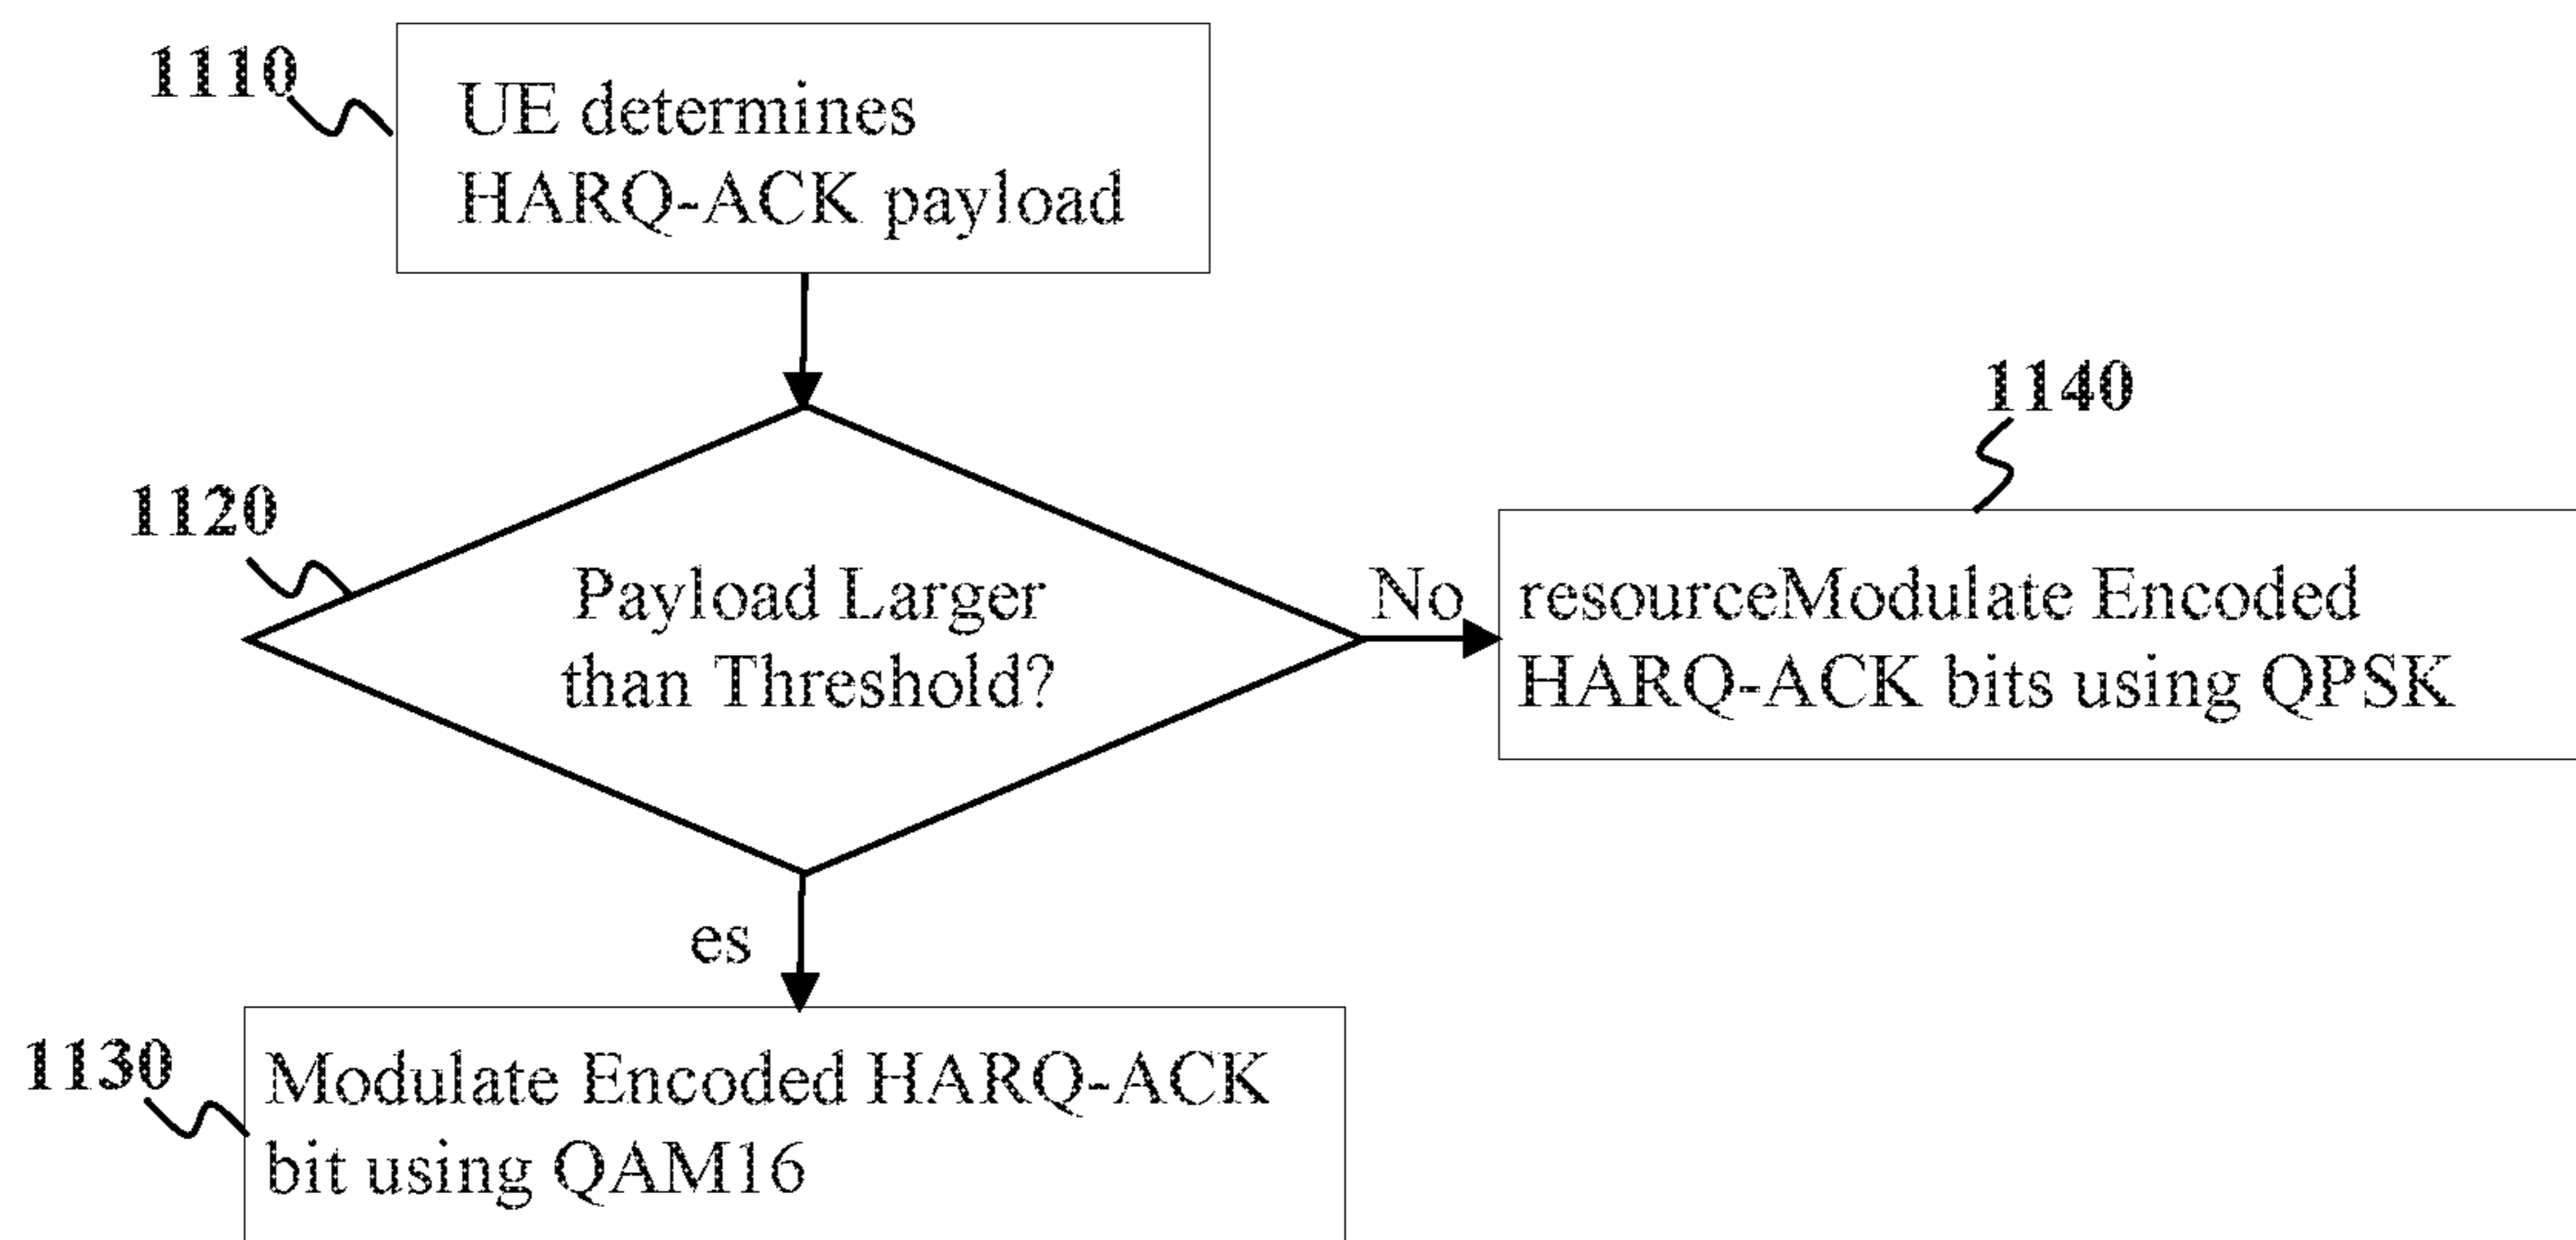 1110
UE determines
HARQ-ACK payload
1120
Payload Larger
than Threshold?
No
1140
resourceModulate Encoded
HARQ-ACK bits using QPSK
es
1130
Modulate Encoded HARQ-ACK
bit using QAM16